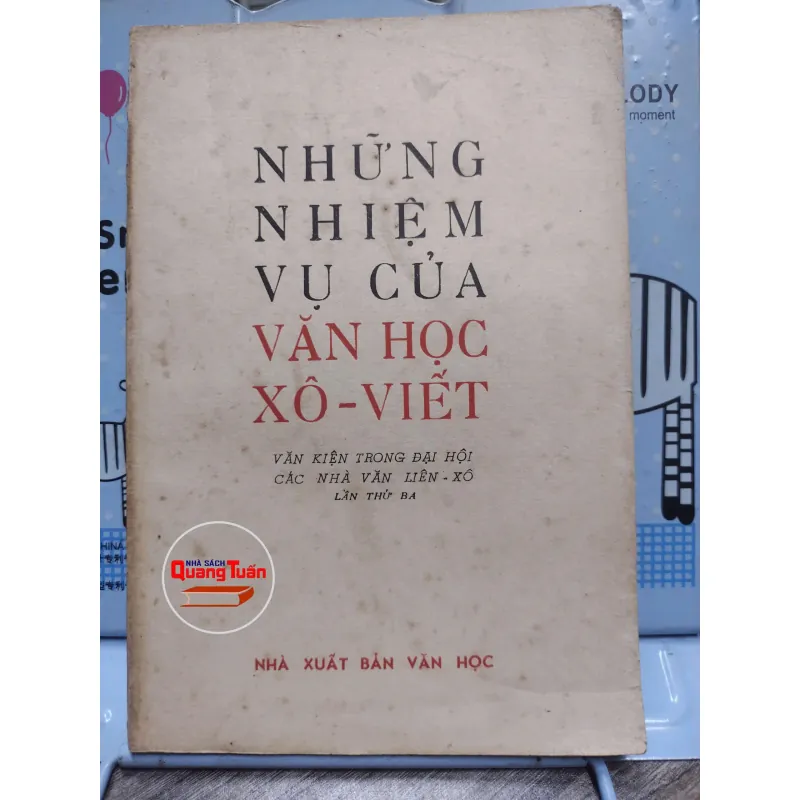 NHỮNG
NHIỆM
VỤ CỦA
VĂN HỌC
XÔ-VIẾT
VĂN KIỆN TRONG ĐẠI HỘI
CÁC NHÀ VĂN LIÊN-XÔ
LẦN THỨ BA
NHÀ SÁCH
Quang Tuấn
NHÀ XUẤT BẢN VĂN HỌC
LODY
moment